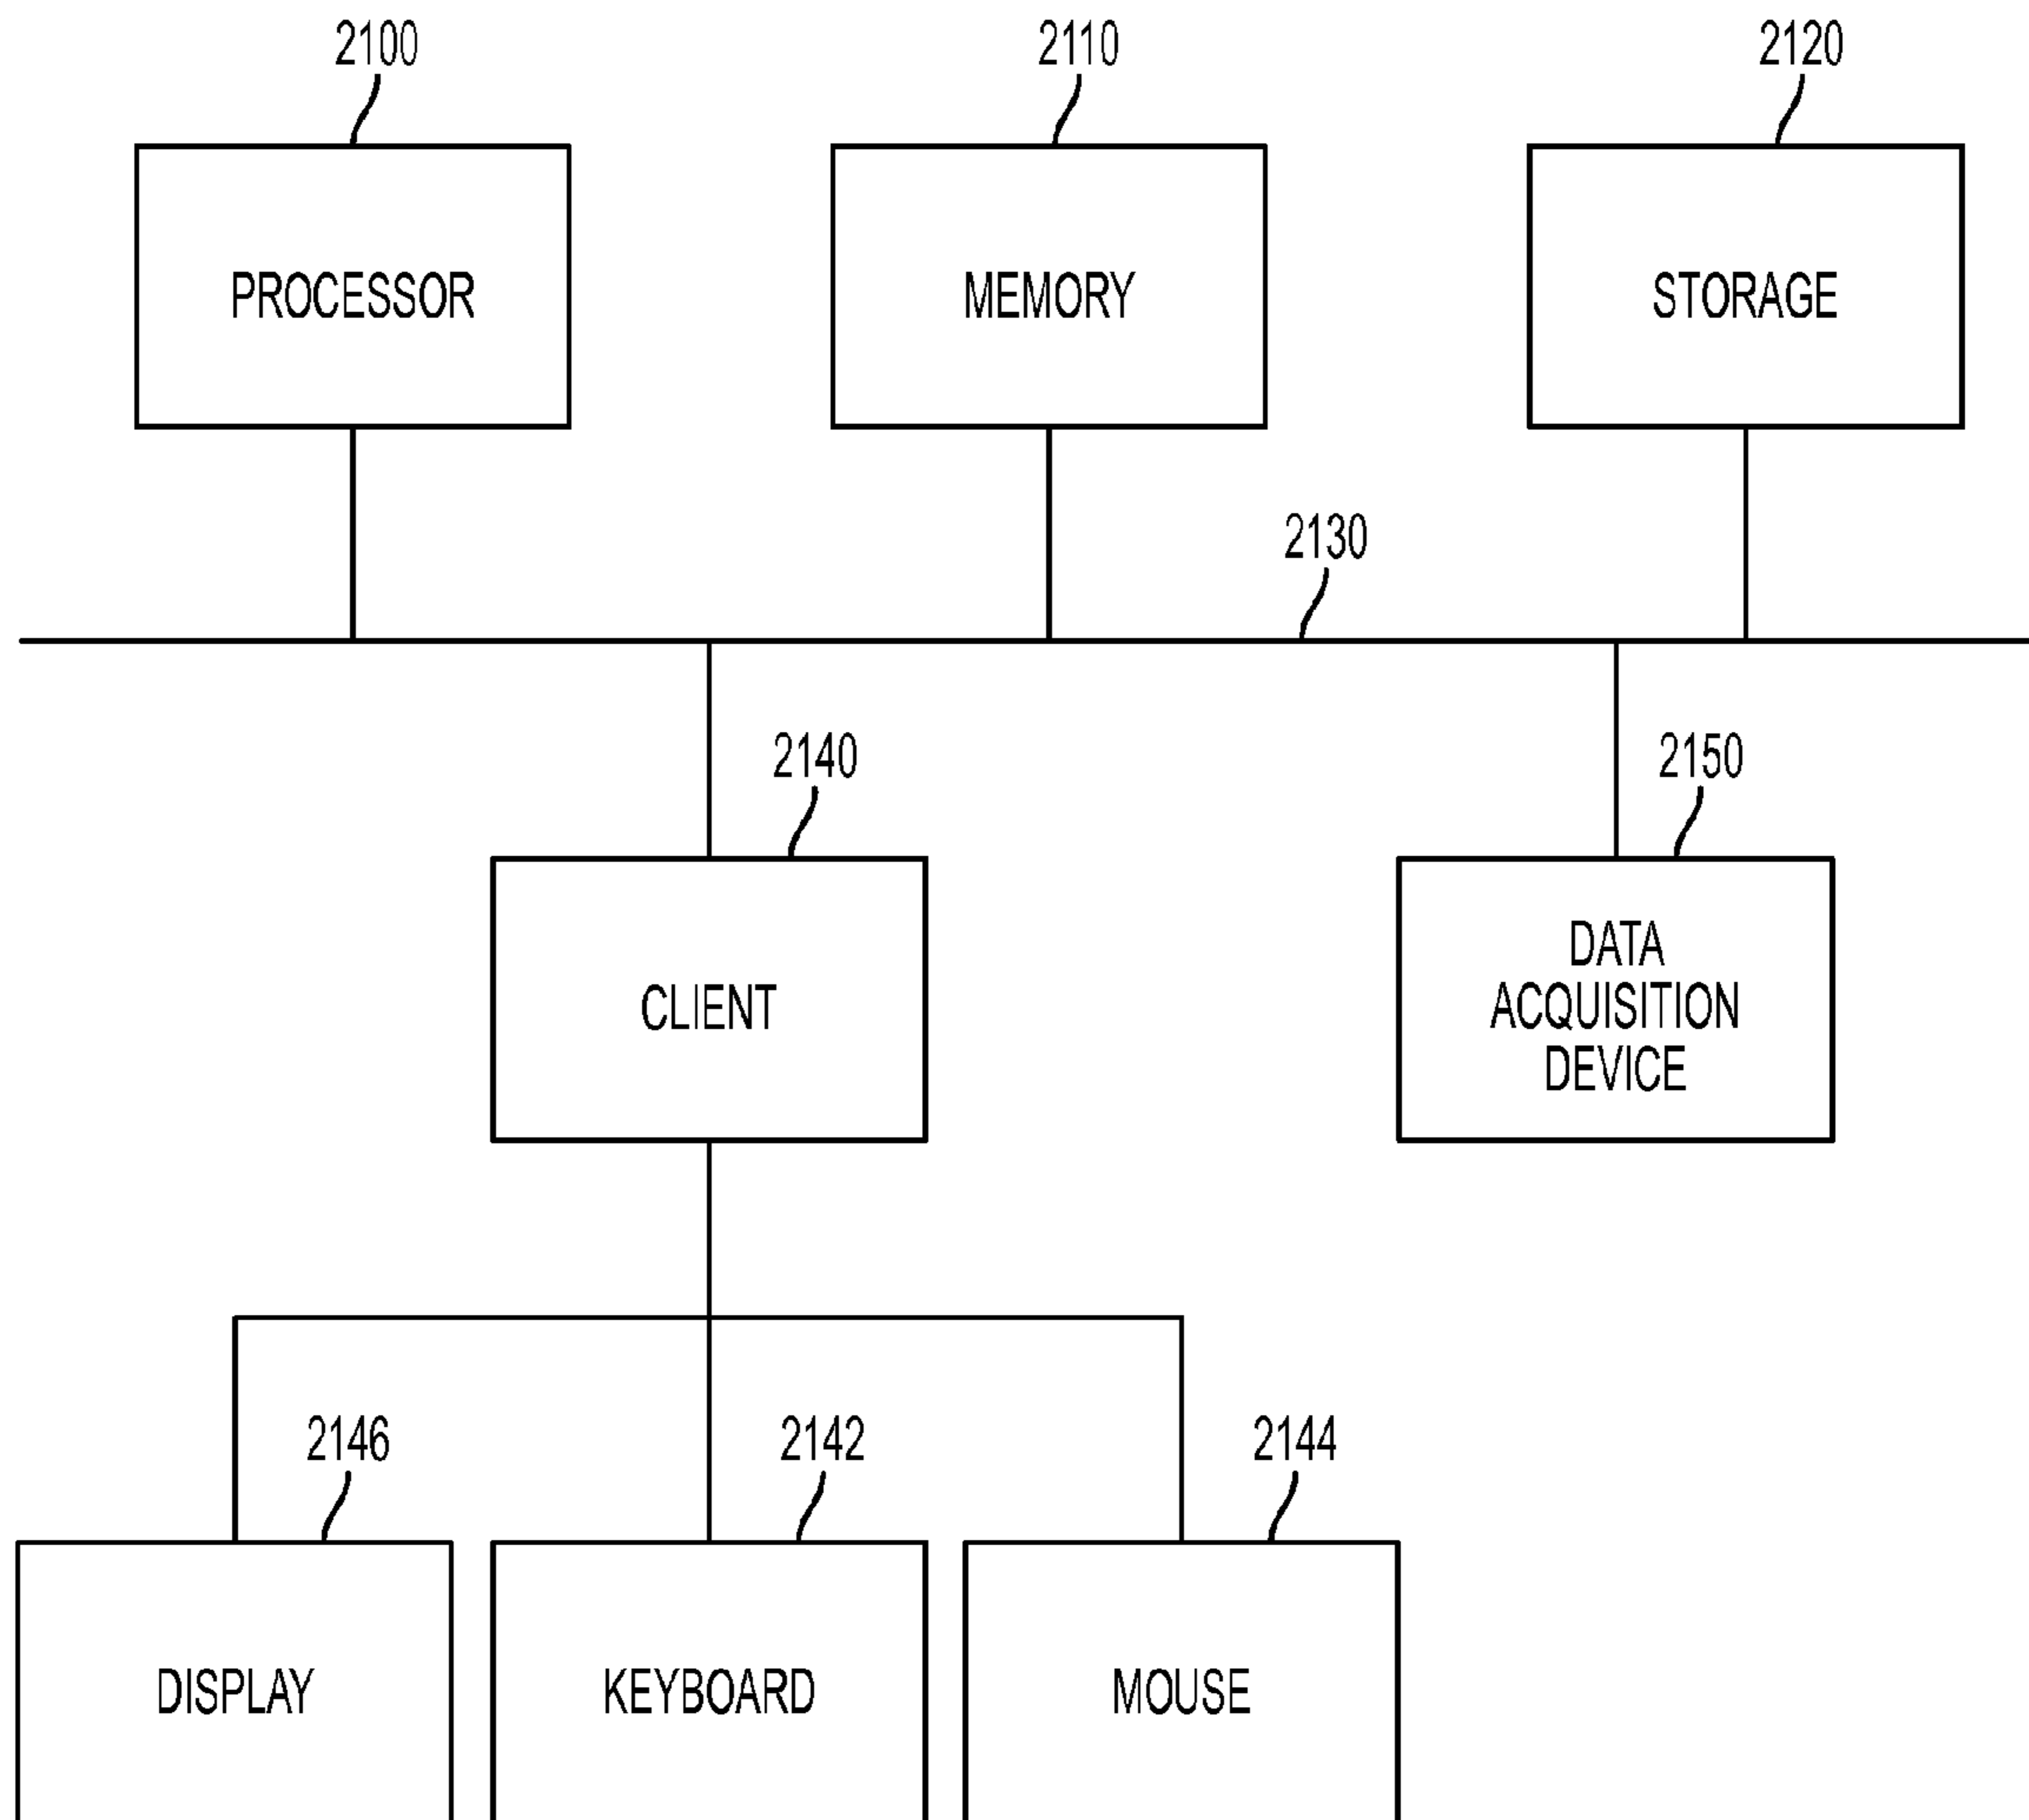 2100
2110
2120
PROCESSOR
MEMORY
STORAGE
2130
2140
2150
CLIENT
DATA
ACQUISITION
DEVICE
2146
2142
2144
DISPLAY
KEYBOARD
MOUSE